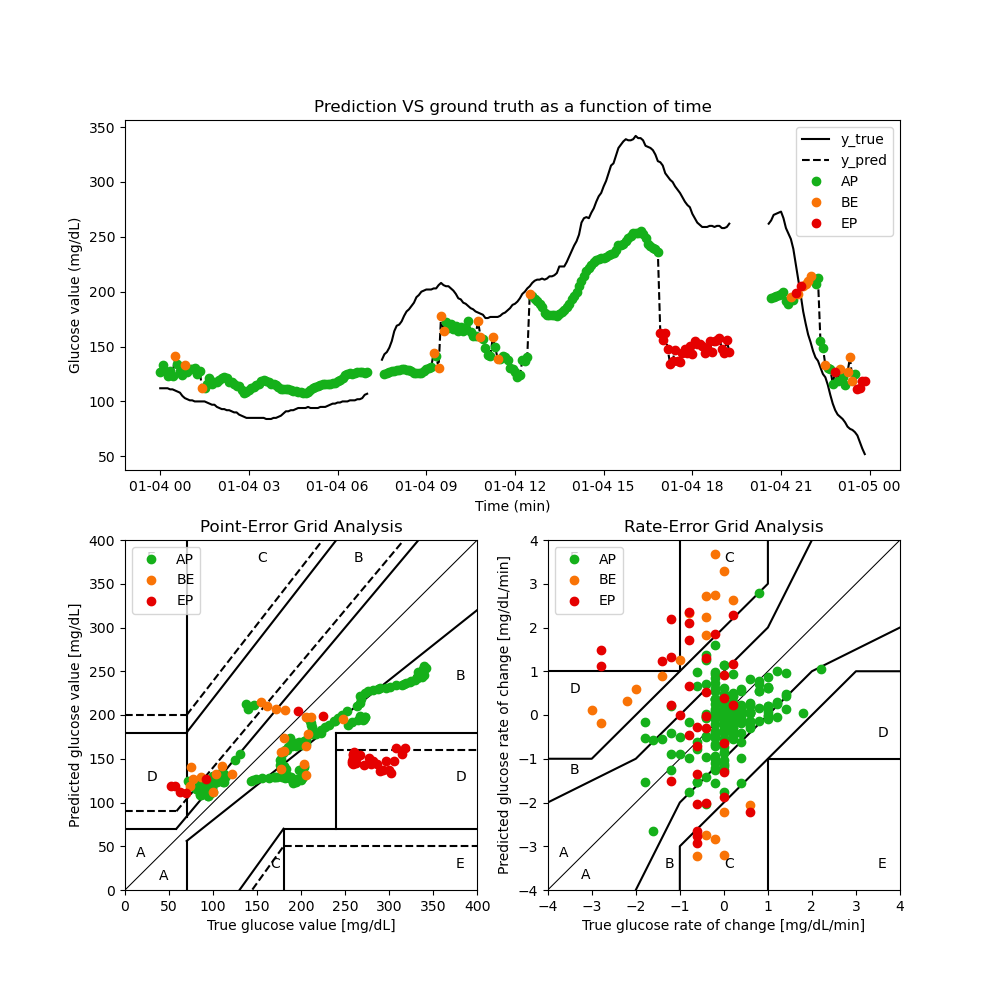 Prediction VS ground truth as a function of time
350
300
250
200
150
100
50
Glucose value (mg/dL)
y_true
y_pred
AP
BE
EP
01-04 00 01-04 03 01-04 06 01-04 09 01-04 12 01-04 15 01-04 18 01-04 21 01-05 00
Time (min)
Point-Error Grid Analysis
400
350
300
250
200
150
100
50
0
Predicted glucose value [mg/dL]
AP
BE
EP
C B
B
D D
A
A
C E
0 50 100 150 200 250 300 350 400
True glucose value [mg/dL]
Rate-Error Grid Analysis
4
3
2
1
0
−1
−2
−3
−4
Predicted glucose rate of change [mg/dL/min]
AP
BE
EP
C
D
D
B
A
A
B C E
−4 −3 −2 −1 0 1 2 3 4
True glucose rate of change [mg/dL/min]